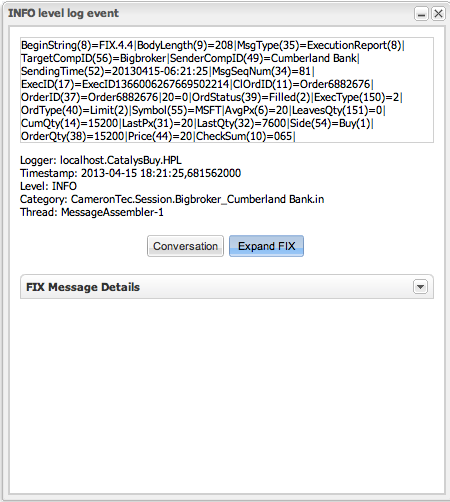 INFO level log event
BeginString(8)=FIX.4.4|BodyLength(9)=208|MsgType(35)=ExecutionReport(8)|
TargetCompID(56)=Bigbroker|SenderCompID(49)=Cumberland Bank|
SendingTime(52)=20130415-06:21:25|MsgSeqNum(34)=81|
ExecID(17)=ExecID1366006267669502214|ClOrdID(11)=Order6882676|
OrderID(37)=Order6882676|20=0|OrdStatus(39)=Filled(2)|ExecType(150)=2|
OrdType(40)=Limit(2)|Symbol(55)=MSFT|AvgPx(6)=20|LeavesQty(151)=0|
CumQty(14)=15200|LastPx(31)=20|LastQty(32)=7600|Side(54)=Buy(1)|
OrderQty(38)=15200|Price(44)=20|CheckSum(10)=065|
Logger: localhost.CatalysBuy.HPL
Timestamp: 2013-04-15 18:21:25,681562000
Level: INFO
Category: CameronTec.Session.Bigbroker_Cumberland Bank.in
Thread: MessageAssembler-1
Conversation Expand FIX
FIX Message Details